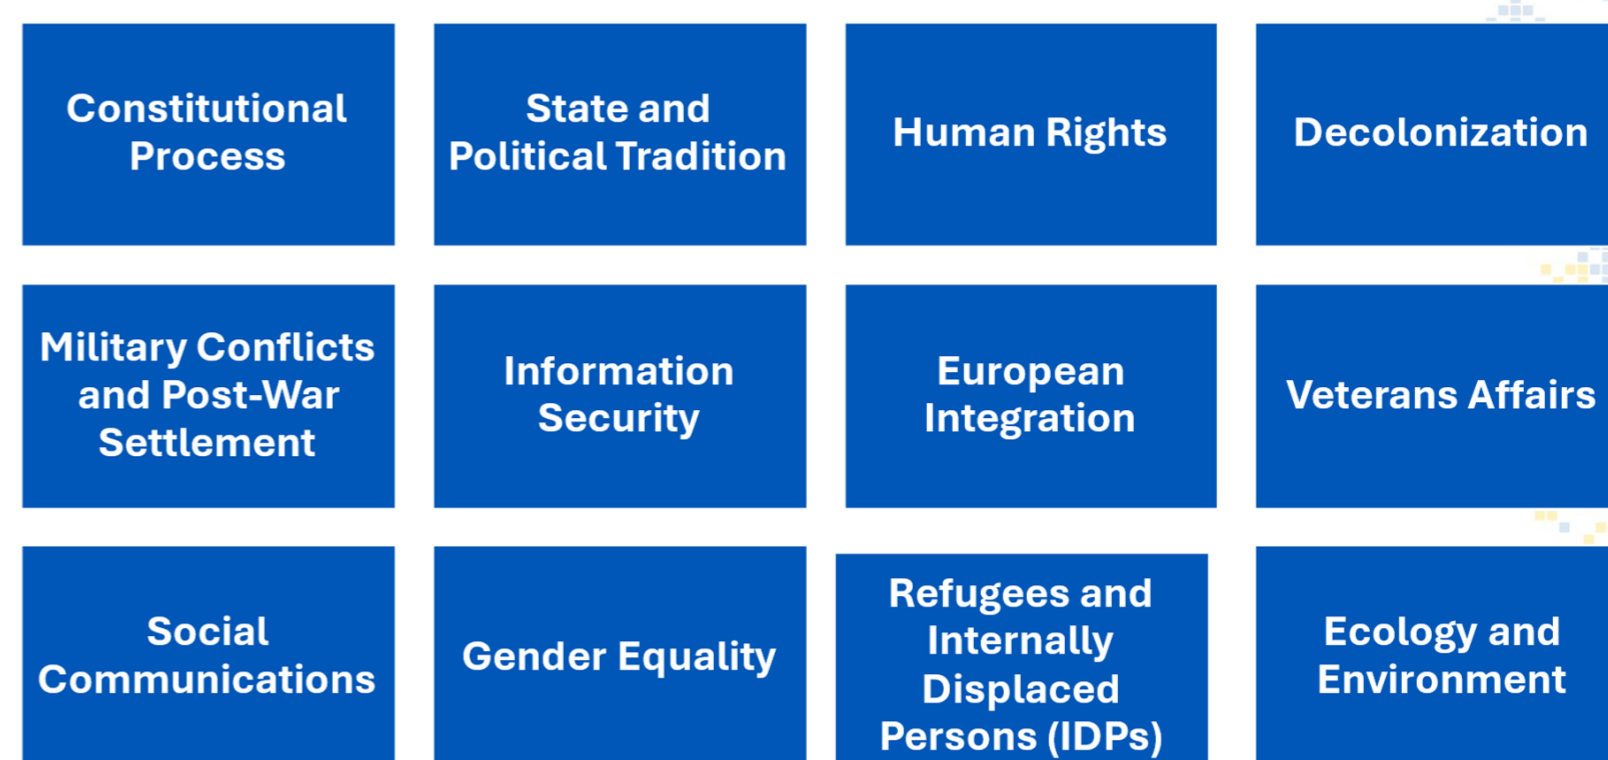 Constitutional
Process
State and
Political Tradition
Human Rights
Decolonization
Military Conflicts
and Post-War
Settlement
Information
Security
European
Integration
Veterans Affairs
Social
Communications
Gender Equality
Refugees and
Internally
Displaced
Persons (IDPs)
Ecology and
Environment